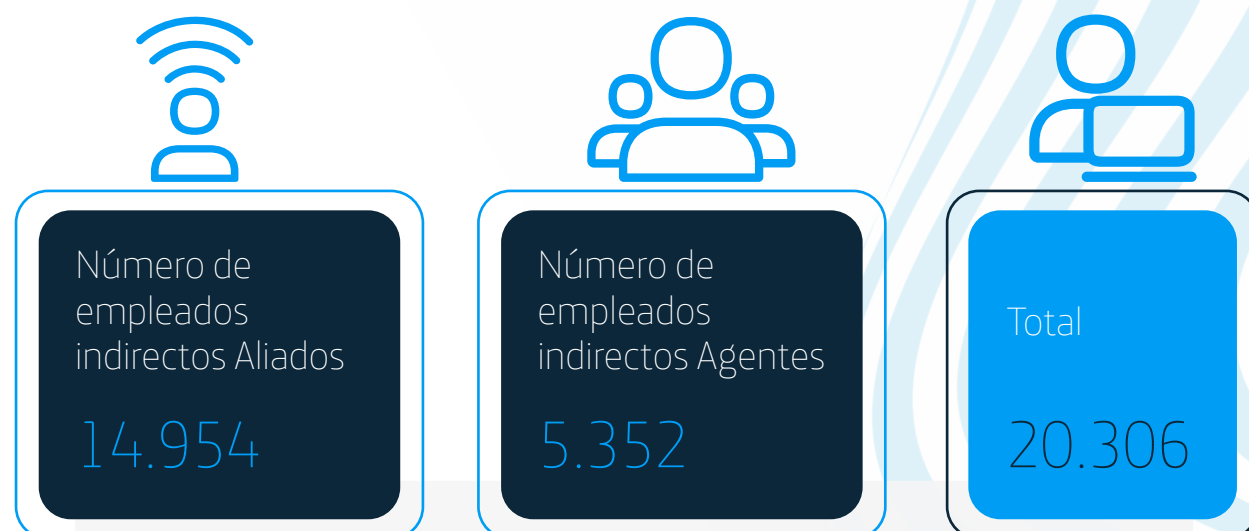 Número de
empleados
indirectos Aliados
14.954
Número de
empleados
indirectos Agentes
5.352
Total
20.306